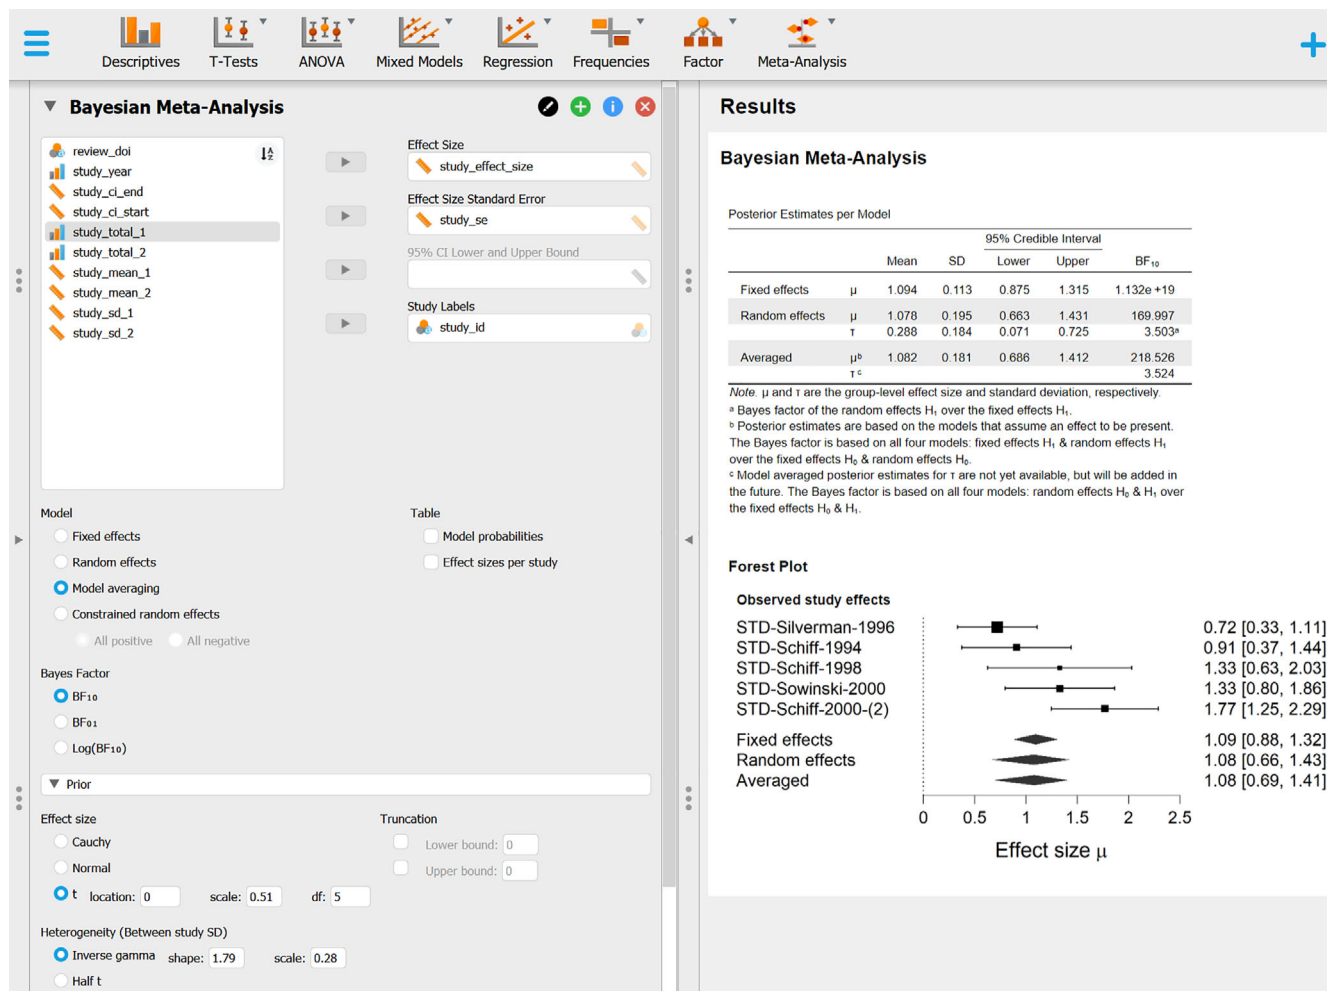 Descriptives T-Tests ANOVA Mixed Models Regression Frequencies Factor Meta-Analysis
Bayesian Meta-Analysis
review_doi
study_year
study_ci_end
study_ci_start
study_total_1
study_total_2
study_mean_1
study_mean_2
study_sd_1
study_sd_2
Effect Size
study_effect_size
Effect Size Standard Error
study_se
95% CI Lower and Upper Bound
Study Labels
study_id
Model
Fixed effects
Random effects
Model averaging
Constrained random effects
All positive All negative
Table
Model probabilities
Effect sizes per study
Bayes Factor
BF₁₀
BF₀₁
Log(BF₁₀)
Prior
Effect size
Cauchy
Normal
t location: 0 scale: 0.51 df: 5
Truncation
Lower bound: 0
Upper bound: 0
Heterogeneity (Between study SD)
Inverse gamma shape: 1.79 scale: 0.28
Half t
Results
Bayesian Meta-Analysis
Posterior Estimates per Model
95% Credible Interval
Mean SD Lower Upper BF₁₀
Fixed effects μ 1.094 0.113 0.875 1.315 1.132e +19
Random effects μ 1.078 0.195 0.663 1.431 169.997
τ 0.288 0.184 0.071 0.725 3.503ᵃ
Averaged μᵇ 1.082 0.181 0.686 1.412 218.526
τᶜ 3.524
Note. μ and τ are the group-level effect size and standard deviation, respectively.
ᵃ Bayes factor of the random effects H₁ over the fixed effects H₁.
ᵇ Posterior estimates are based on the models that assume an effect to be present.
The Bayes factor is based on all four models: fixed effects H₁ & random effects H₁
over the fixed effects H₀ & random effects H₀.
ᶜ Model averaged posterior estimates for τ are not yet available, but will be added in
the future. The Bayes factor is based on all four models: random effects H₀ & H₁ over
the fixed effects H₀ & H₁.
Forest Plot
Observed study effects
STD-Silverman-1996 0.72 [0.33, 1.11]
STD-Schiff-1994 0.91 [0.37, 1.44]
STD-Schiff-1998 1.33 [0.63, 2.03]
STD-Sowinski-2000 1.33 [0.80, 1.86]
STD-Schiff-2000-(2) 1.77 [1.25, 2.29]
Fixed effects 1.09 [0.88, 1.32]
Random effects 1.08 [0.66, 1.43]
Averaged 1.08 [0.69, 1.41]
0 0.5 1 1.5 2 2.5
Effect size μ